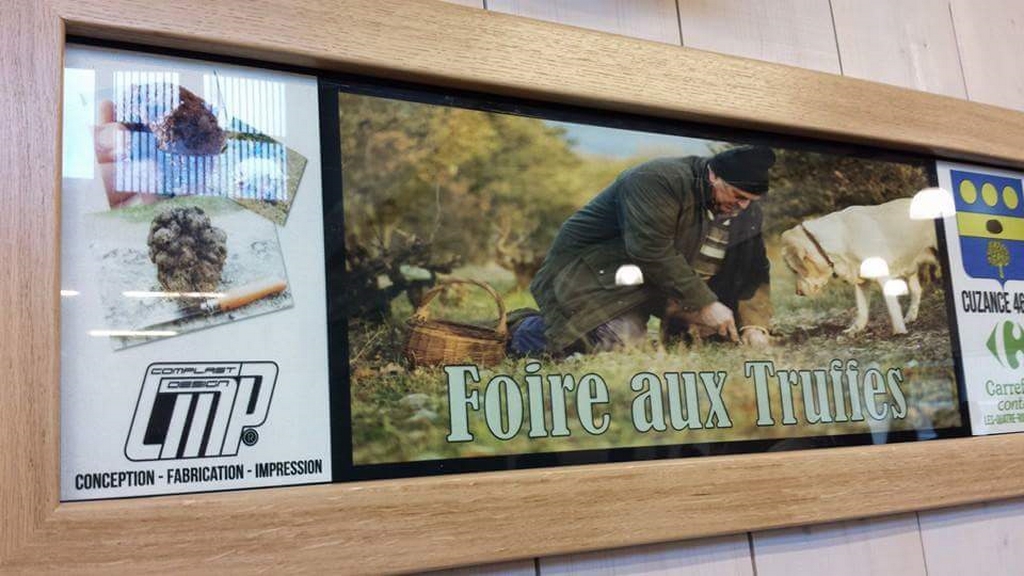 COMPLAST
DESIGN
CMP®
CONCEPTION - FABRICATION - IMPRESSION
Foire aux Truffes
CUZANCE 46